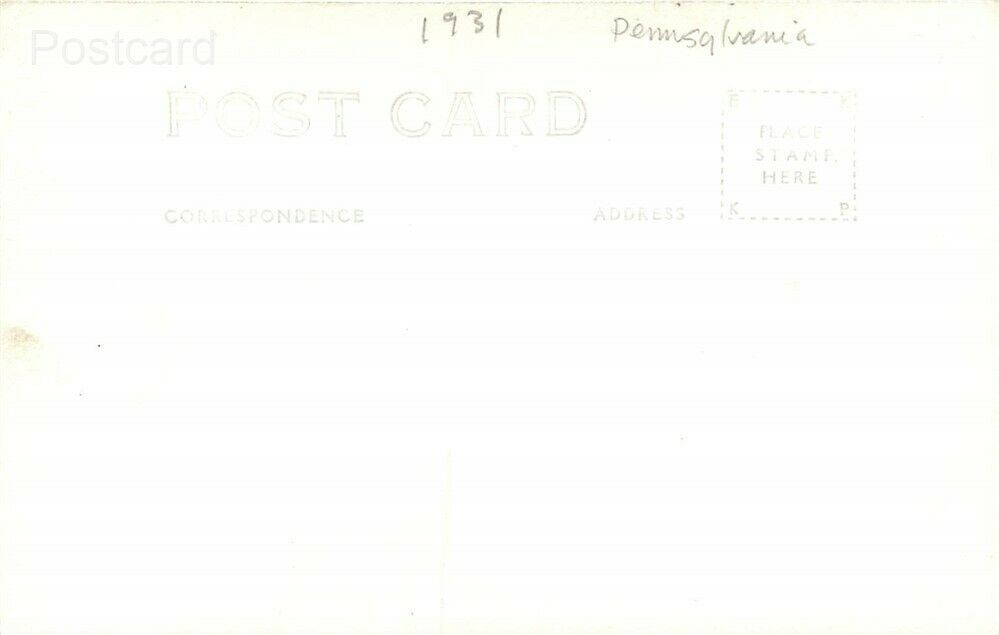 1931 Pennsylvania
Postcard
POST CARD
E K
PLACE
STAMP
HERE
K P
CORRESPONDENCE ADDRESS